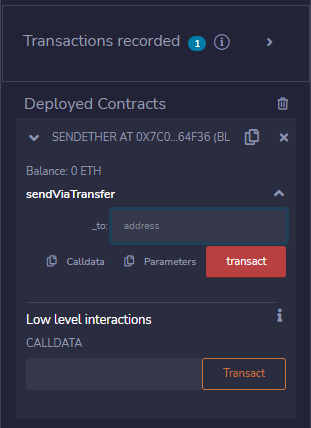 Transactions recorded 1 i
Deployed Contracts
SENDETHER AT 0X7C0...64F36 (BL
Balance: 0 ETH
sendViaTransfer
_to: address
Calldata Parameters transact
Low level interactions i
CALLDATA
Transact